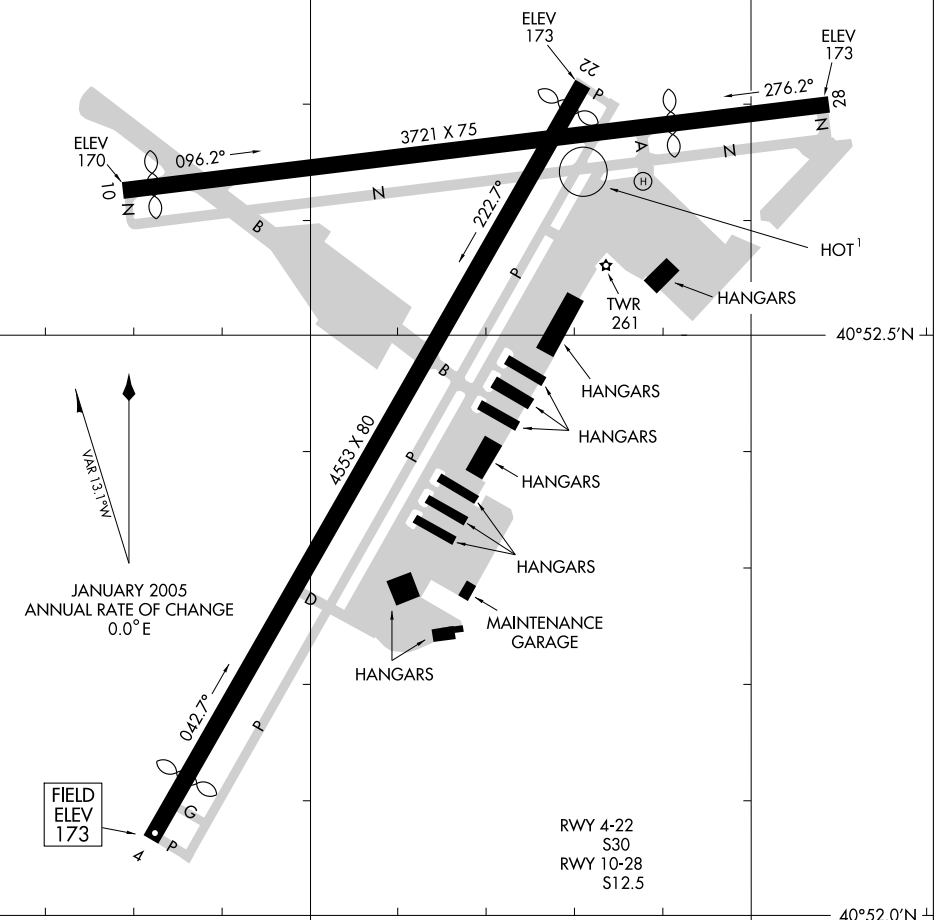 ELEV
173
22
P
ELEV
173
276.2°
28
N
3721 X 75
A
N
ELEV
170
096.2°
10
N
N
H
222.7°
B
HOT 1
P
TWR
261
HANGARS
40°52.5'N
B
HANGARS
HANGARS
4553 X 80
P
HANGARS
VAR 13.1°W
HANGARS
JANUARY 2005
ANNUAL RATE OF CHANGE
0.0°E
D
MAINTENANCE
GARAGE
HANGARS
042.7°
P
FIELD
ELEV
173
G
4
P
RWY 4-22
S30
RWY 10-28
S12.5
40°52.0'N